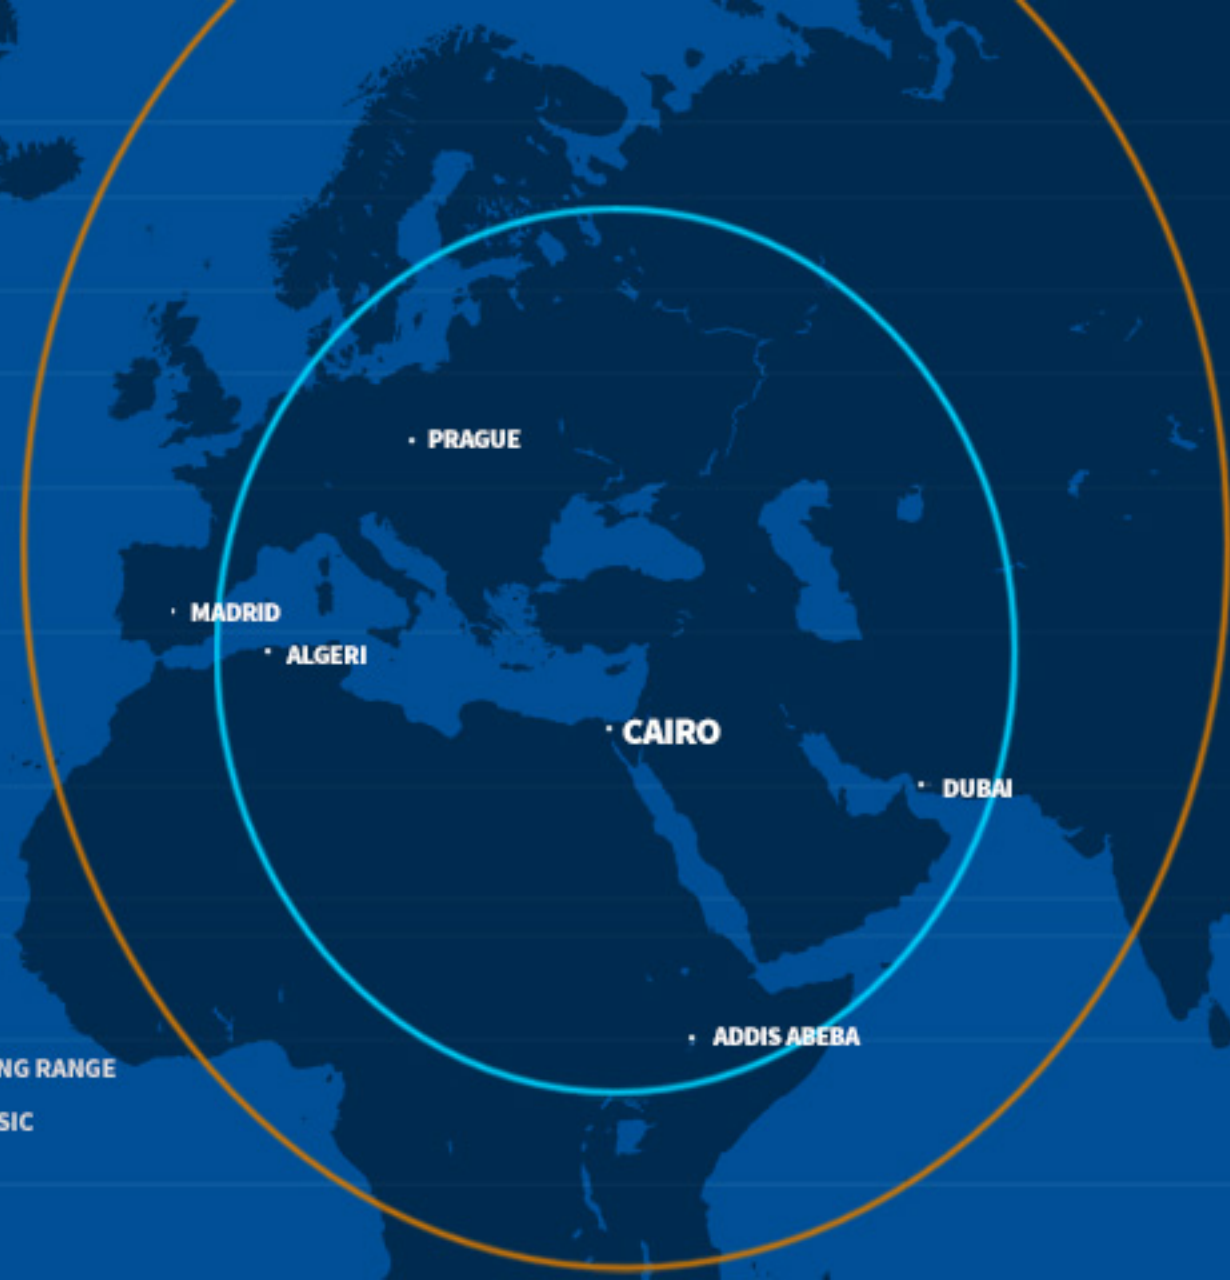 PRAGUE
MADRID
ALGERI
CAIRO
DUBAI
ADDIS ABEBA
NG RANGE
SIC